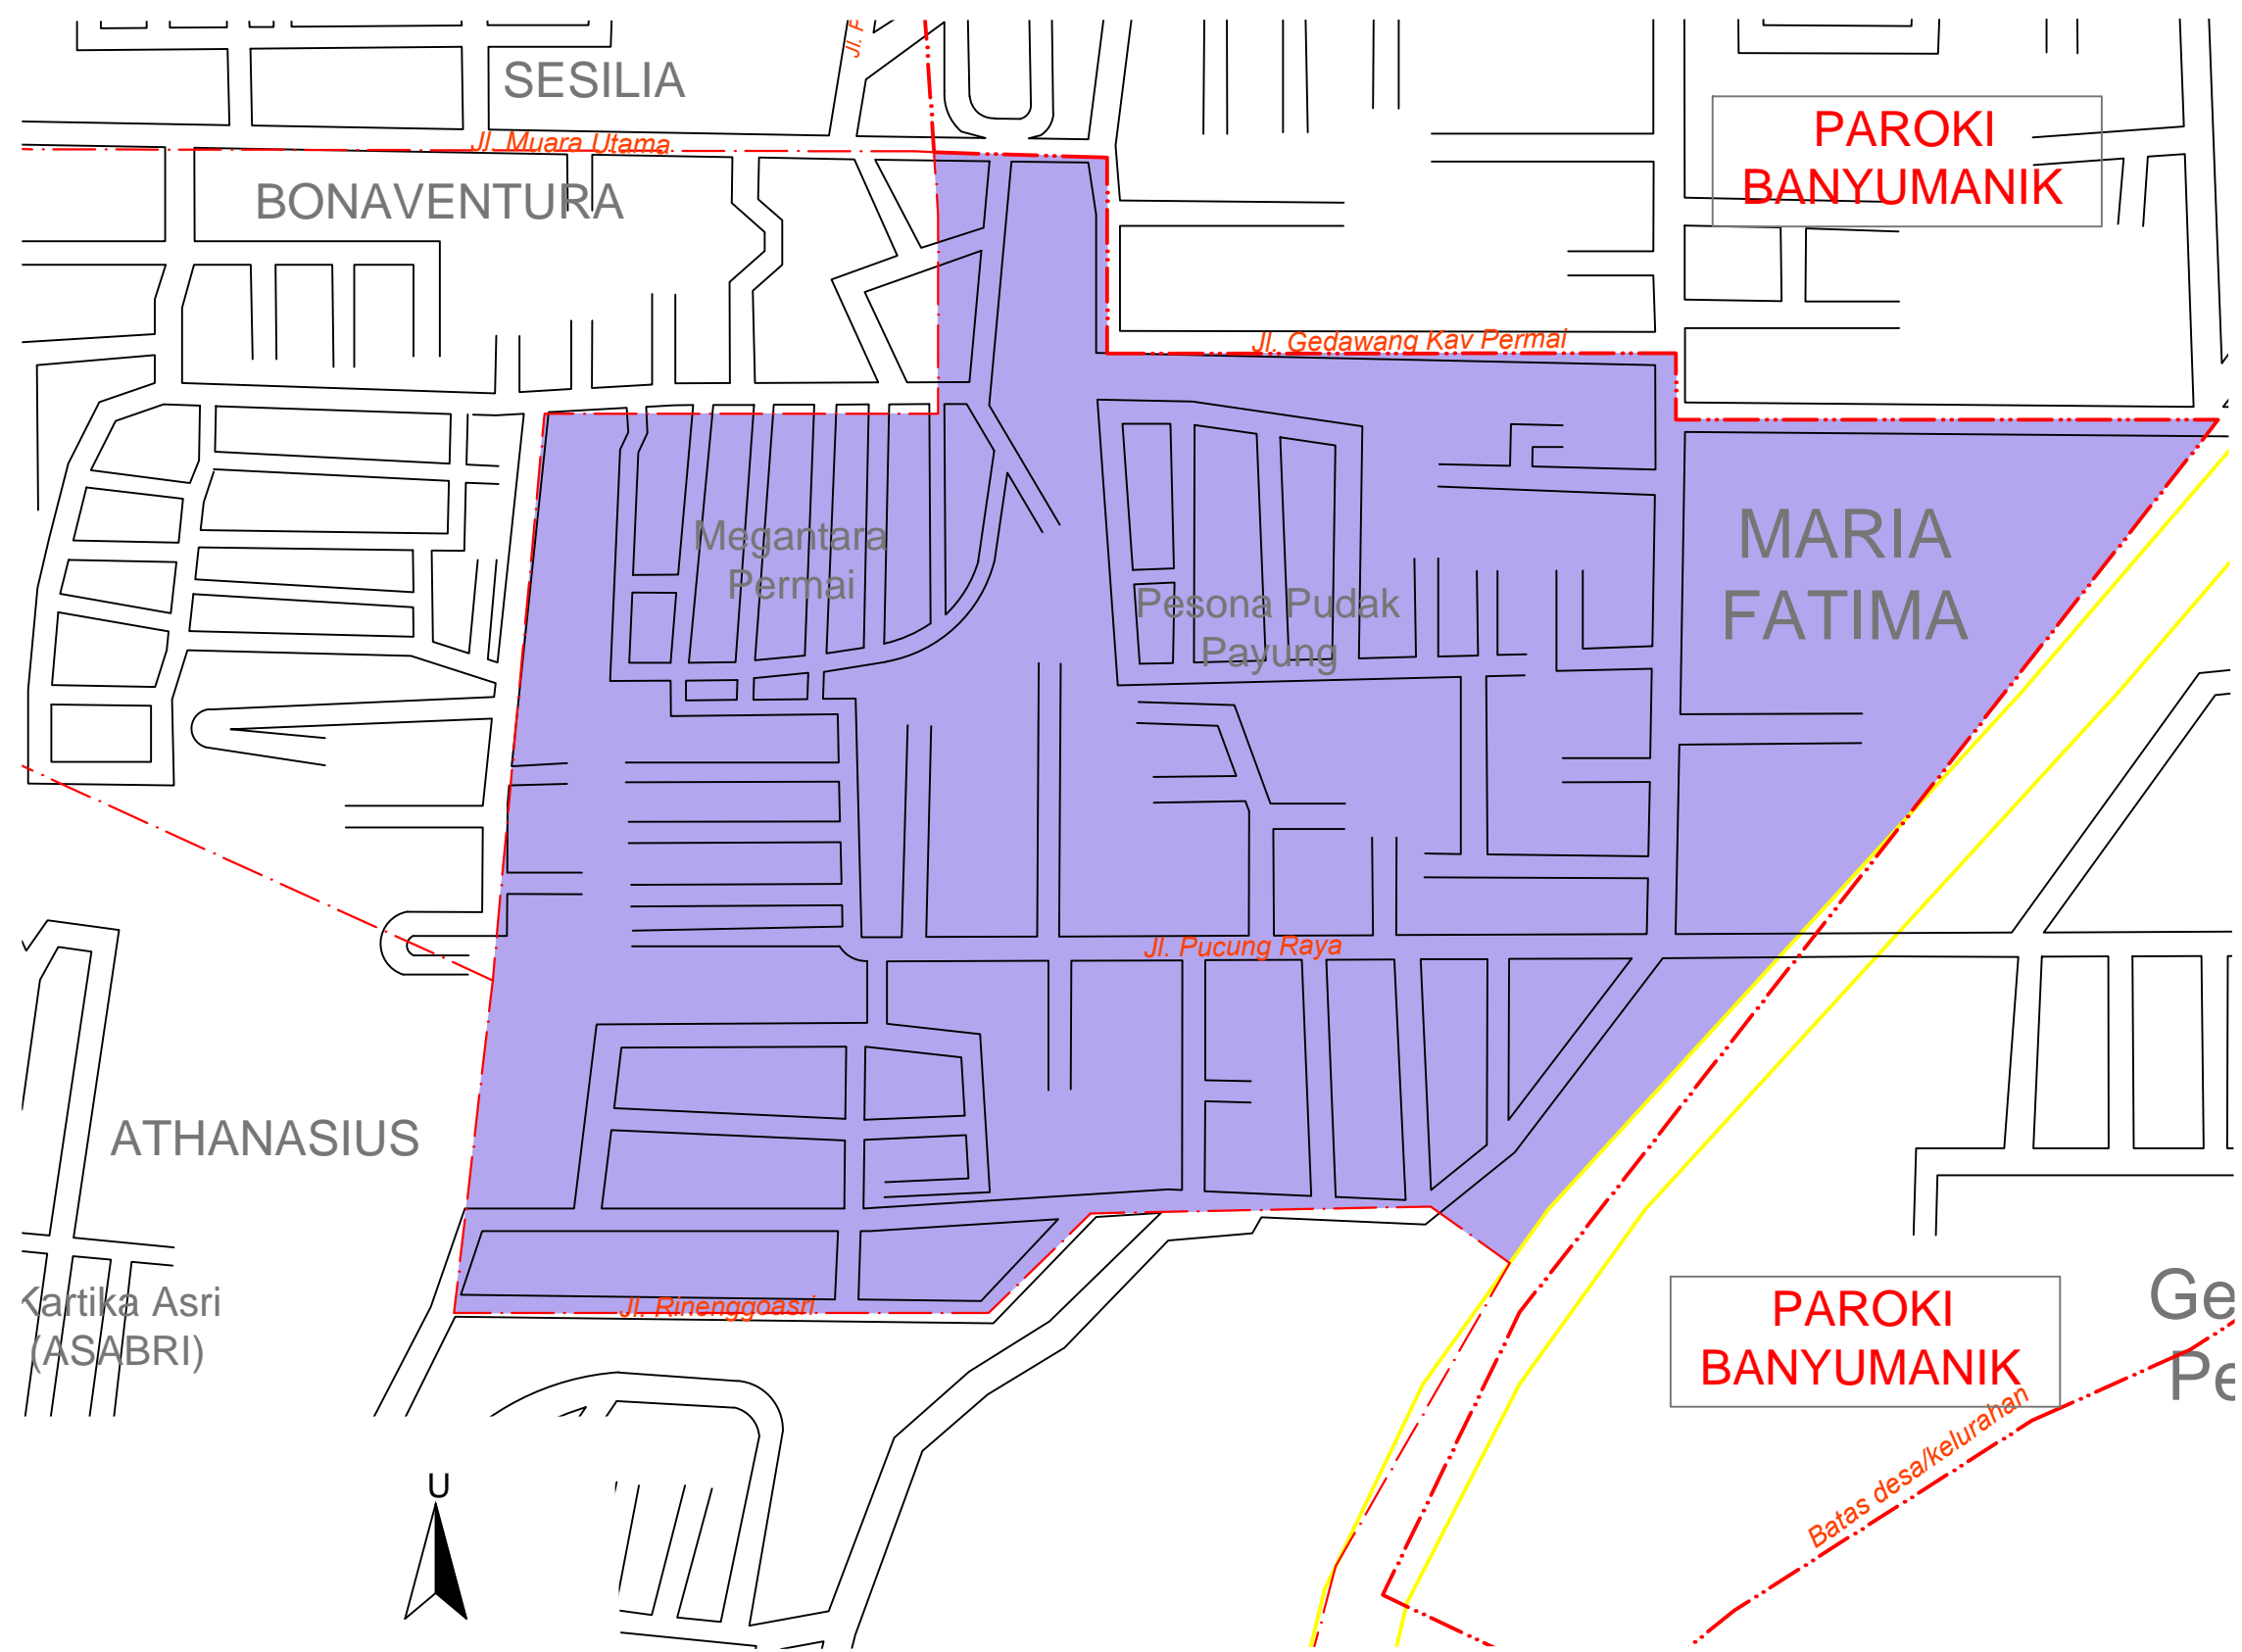 SESILIA
Jl. Muara Utama
BONAVENTURA
PAROKI
BANYUMANIK
Jl. Gedawang Kav Permai
Megantara
Permai
Pesona Pudak
Payung
MARIA
FATIMA
Jl. Pucung Raya
ATHANASIUS
Kartika Asri
(ASABRI)
Jl. Rinenggoasri
PAROKI
BANYUMANIK
Batas desa/kelurahan
U